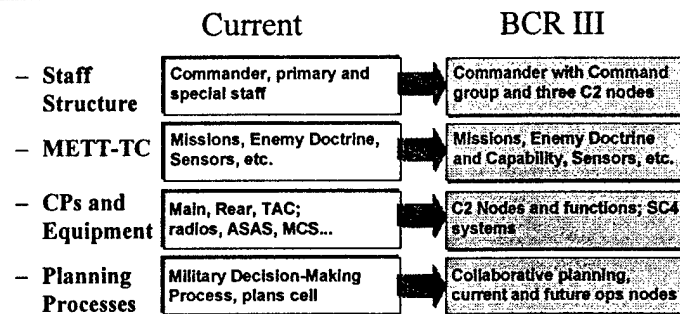 Current BCR III
– Staff Structure
Commander, primary and
special staff
Commander with Command
group and three C2 nodes
– METT-TC
Missions, Enemy Doctrine,
Sensors, etc.
Missions, Enemy Doctrine
and Capability, Sensors, etc.
– CPs and
Equipment
Main, Rear, TAC;
radios, ASAS, MCS...
C2 Nodes and functions; SC4
systems
– Planning
Processes
Military Decision-Making
Process, plans cell
Collaborative planning,
current and future ops nodes